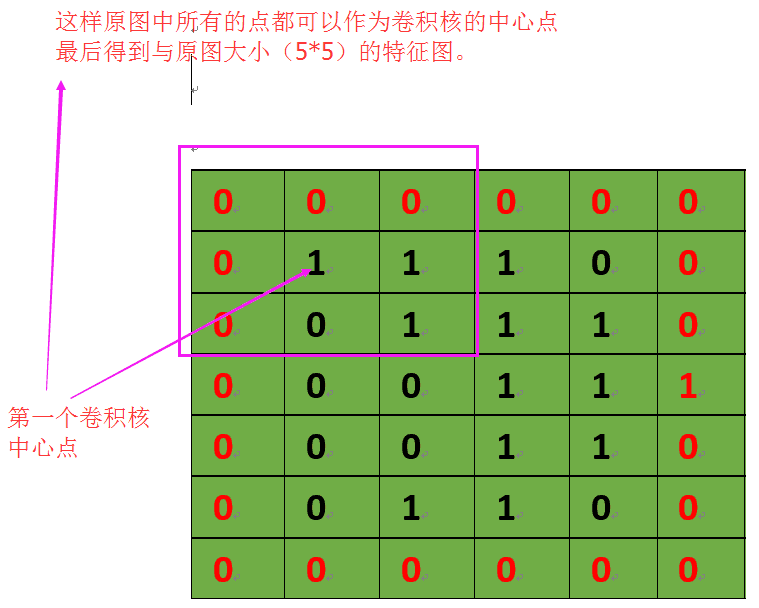 这样原图中所有的点都可以作为卷积核的中心点
最后得到与原图大小（5*5）的特征图。
0 0 0 0 0 0
0 1 1 1 0 0
0 0 1 1 1 0
0 0 0 1 1 1
0 0 0 1 1 0
0 0 1 1 0 0
0 0 0 0 0 0
第一个卷积核
中心点